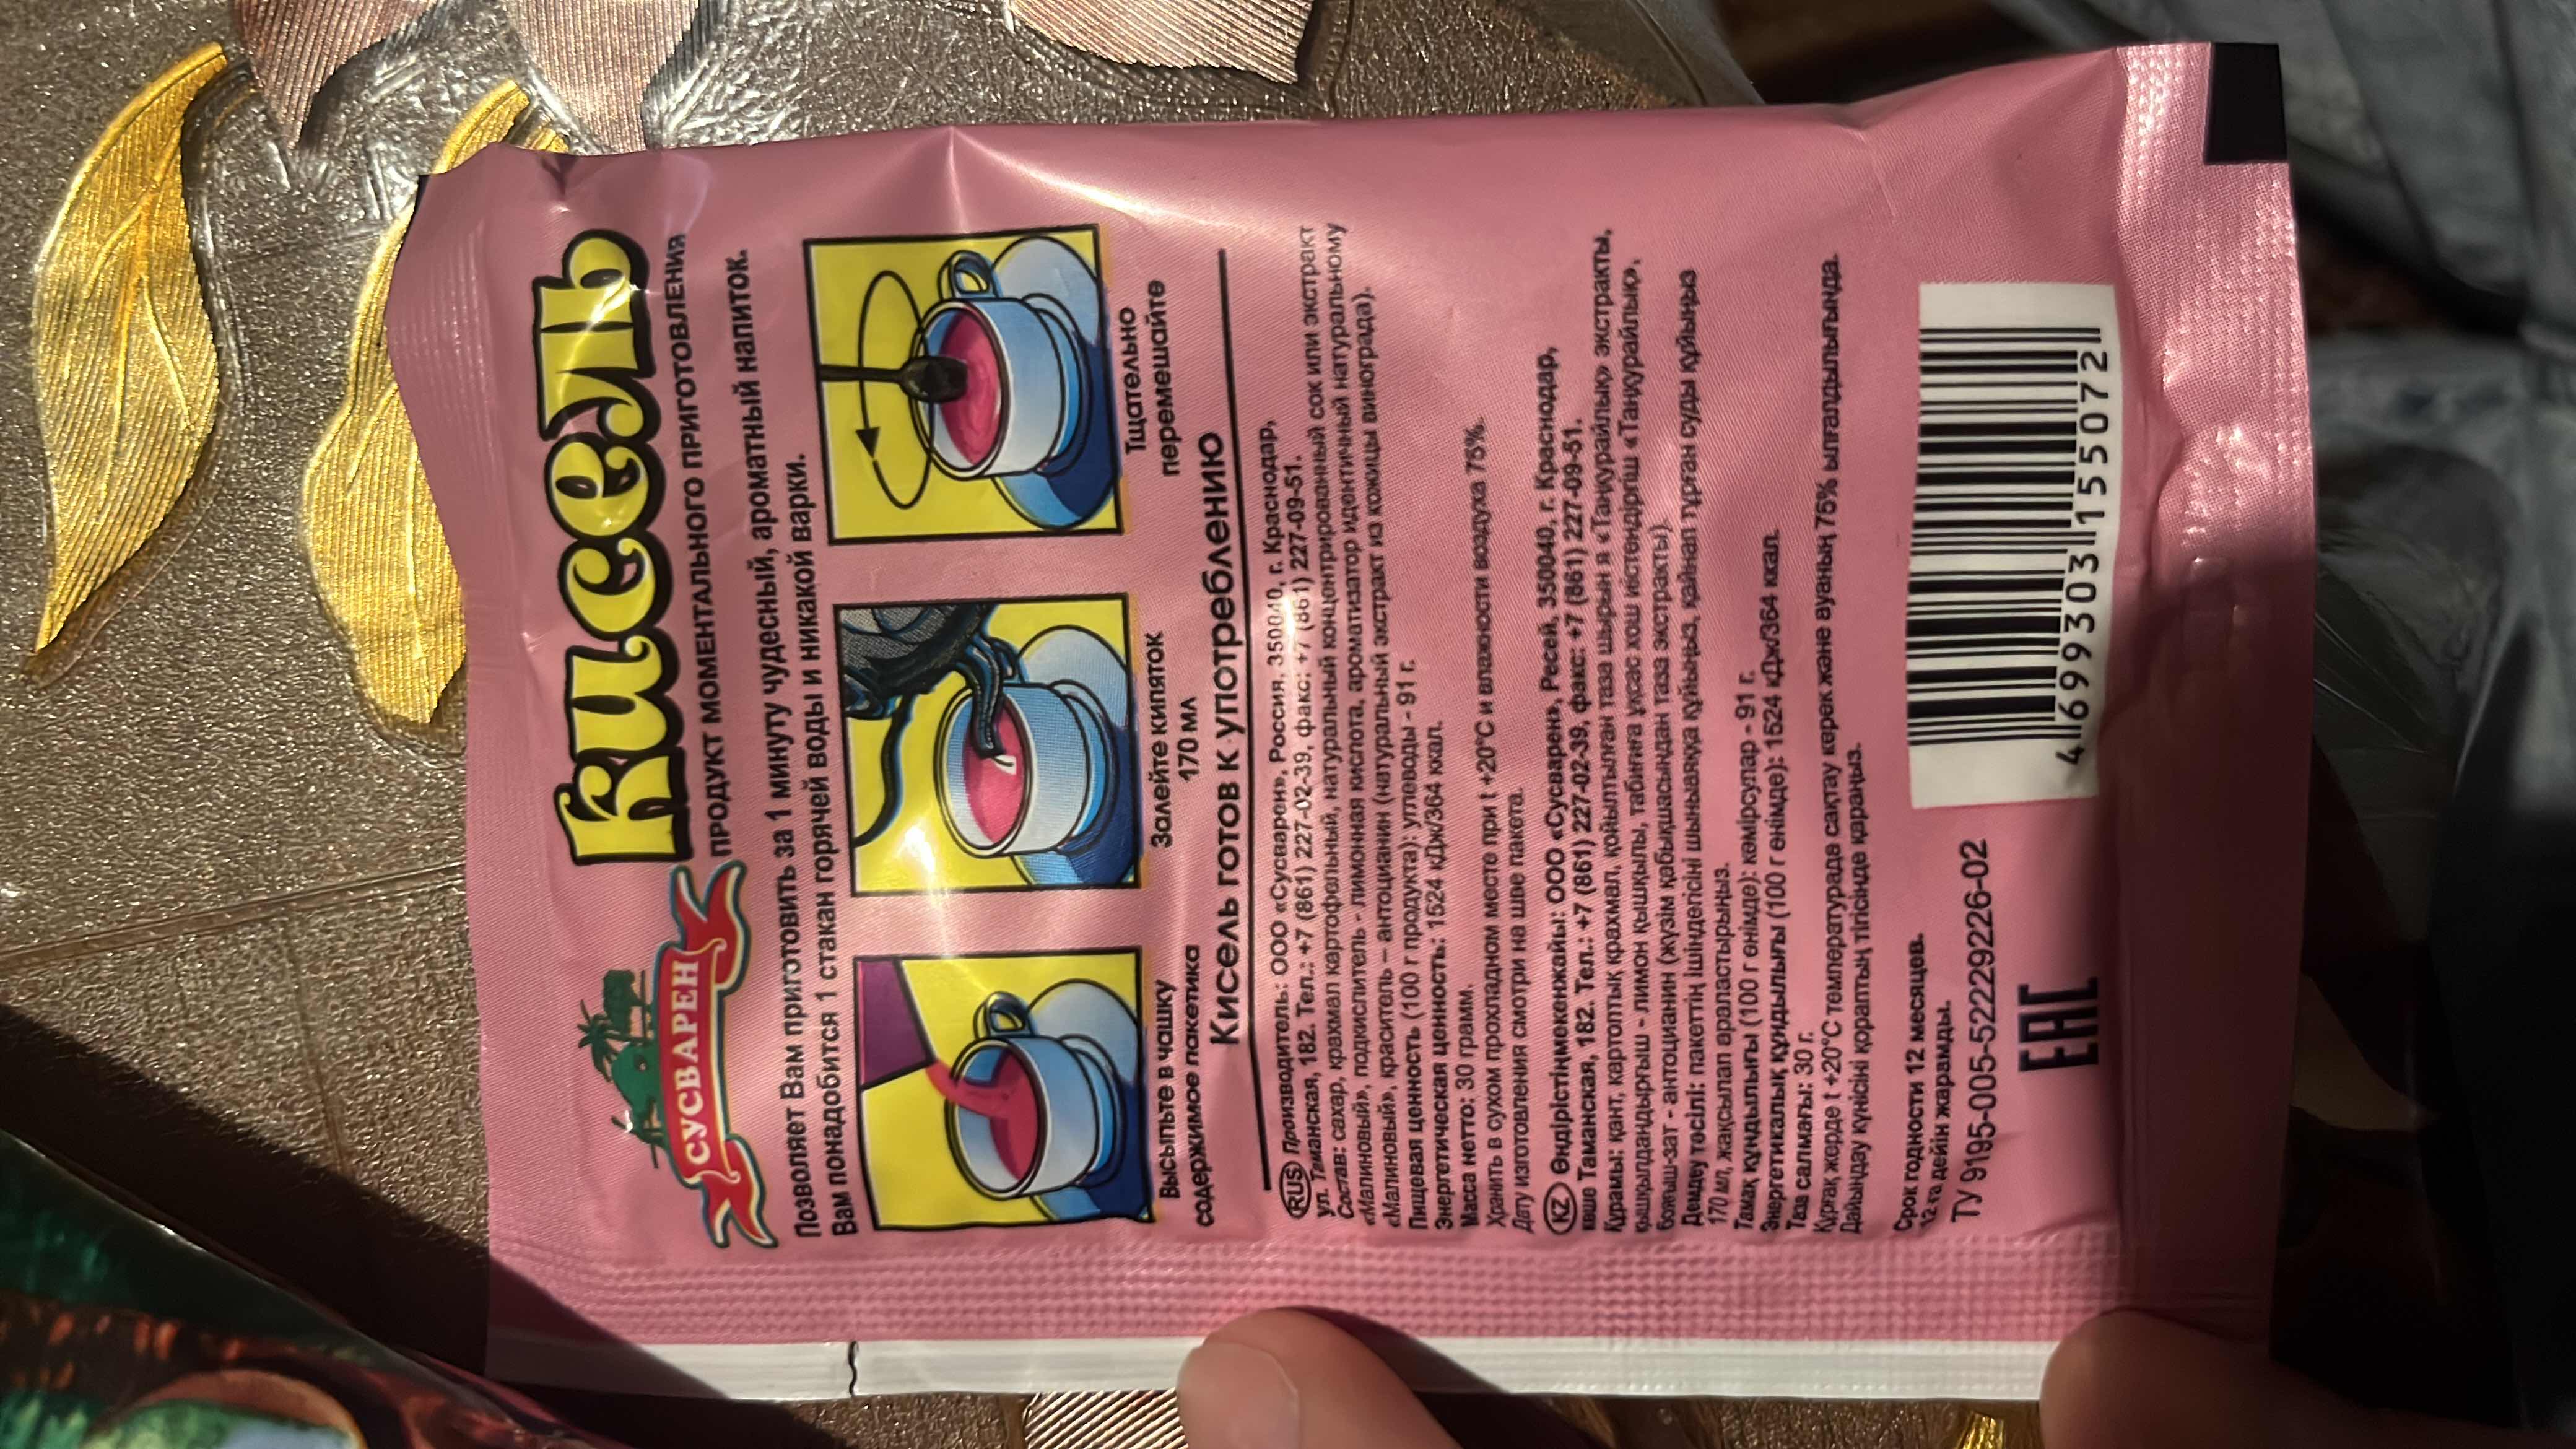 СУСВАРЕН
Кисель
ПРОДУКТ МОМЕНТАЛЬНОГО ПРИГОТОВЛЕНИЯ
Позволяет Вам приготовить за 1 минуту чудесный, ароматный напиток.
Вам понадобится 1 стакан горячей воды и никакой варки.
Высыпьте в чашку
содержимое пакетика
Залейте кипяток
170 мл
Тщательно
перемешайте
Кисель готов к употреблению
RUS Производитель: ООО «Сусварен», Россия, 350040, г. Краснодар,
ул. Таманская, 182. Тел.: +7 (861) 227-02-39, факс: +7 (861) 227-09-51.
Состав: сахар, крахмал картофельный, натуральный концентрированный сок или экстракт
«Малиновый», подкислитель - лимонная кислота, ароматизатор идентичный натуральному
«Малиновый», краситель – антоцианин (натуральный экстракт из кожицы винограда).
Пищевая ценность (100 г продукта): углеводы - 91 г.
Энергетическая ценность: 1524 кДж/364 ккал.
Масса нетто: 30 грамм.
Хранить в сухом прохладном месте при t +20°С и влажности воздуха 75%.
Дату изготовления смотри на шве пакета.
KZ Өндірістіңмекенжайы: ООО «Сусварен», Ресей, 350040, г. Краснодар,
көше Таманская, 182. Тел.: +7 (861) 227-02-39, факс: +7 (861) 227-09-51.
Құрамы: қант, картоптық крахмал, қойылтылған таза шырын я «Таңқурайлық» экстракты,
қышқылдандырғыш - лимон қышқылы, табиғиға ұқсас хош иістендіргіш «Таңқурайлық»,
бояғыш-зат - антоцианин (жүзім қабықшасындан таза экстракты).
Демдеу тәсілі: пакеттің ішіндегісіні шыныаяққа құйыңыз, қайнап тұрған суды құйыңыз
170 мл, жақсылап араластырыңыз.
Тамақ құндылығы (100 г өнімде): көмірсулар - 91 г.
Энергетикалық құндылығы (100 г өнімде): 1524 кДж/364 ккал.
Таза салмағы: 30 г.
Құрғақ жерде t +20°С температурада сақтау керек және ауаның 75% ылғалдылығында.
Дайындау күнісікі қораптың тігісінде қараңыз.
Срок годности 12 месяцев.
12 ға дейін жарамды.
ТУ 9195-005-52229226-02
EAC
4 699303 155072